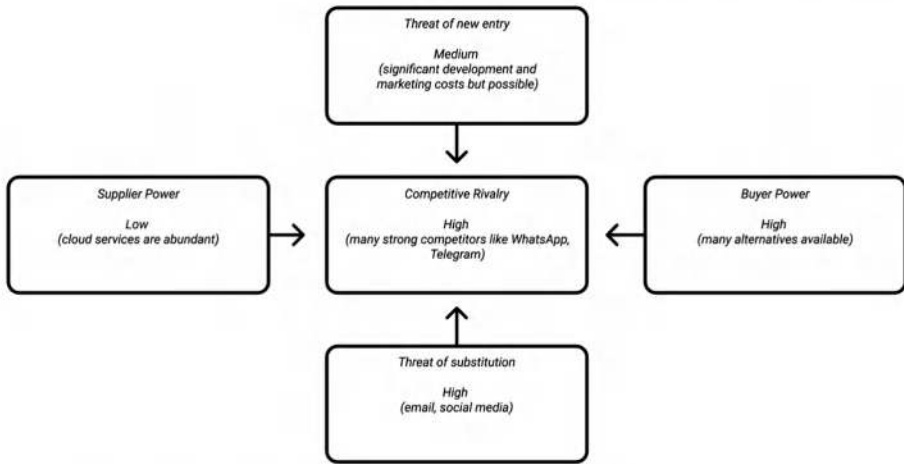 Threat of new entry
Medium
(significant development and
marketing costs but possible)
Supplier Power
Low
(cloud services are abundant)
Competitive Rivalry
High
(many strong competitors like WhatsApp,
Telegram)
Buyer Power
High
(many alternatives available)
Threat of substitution
High
(email, social media)